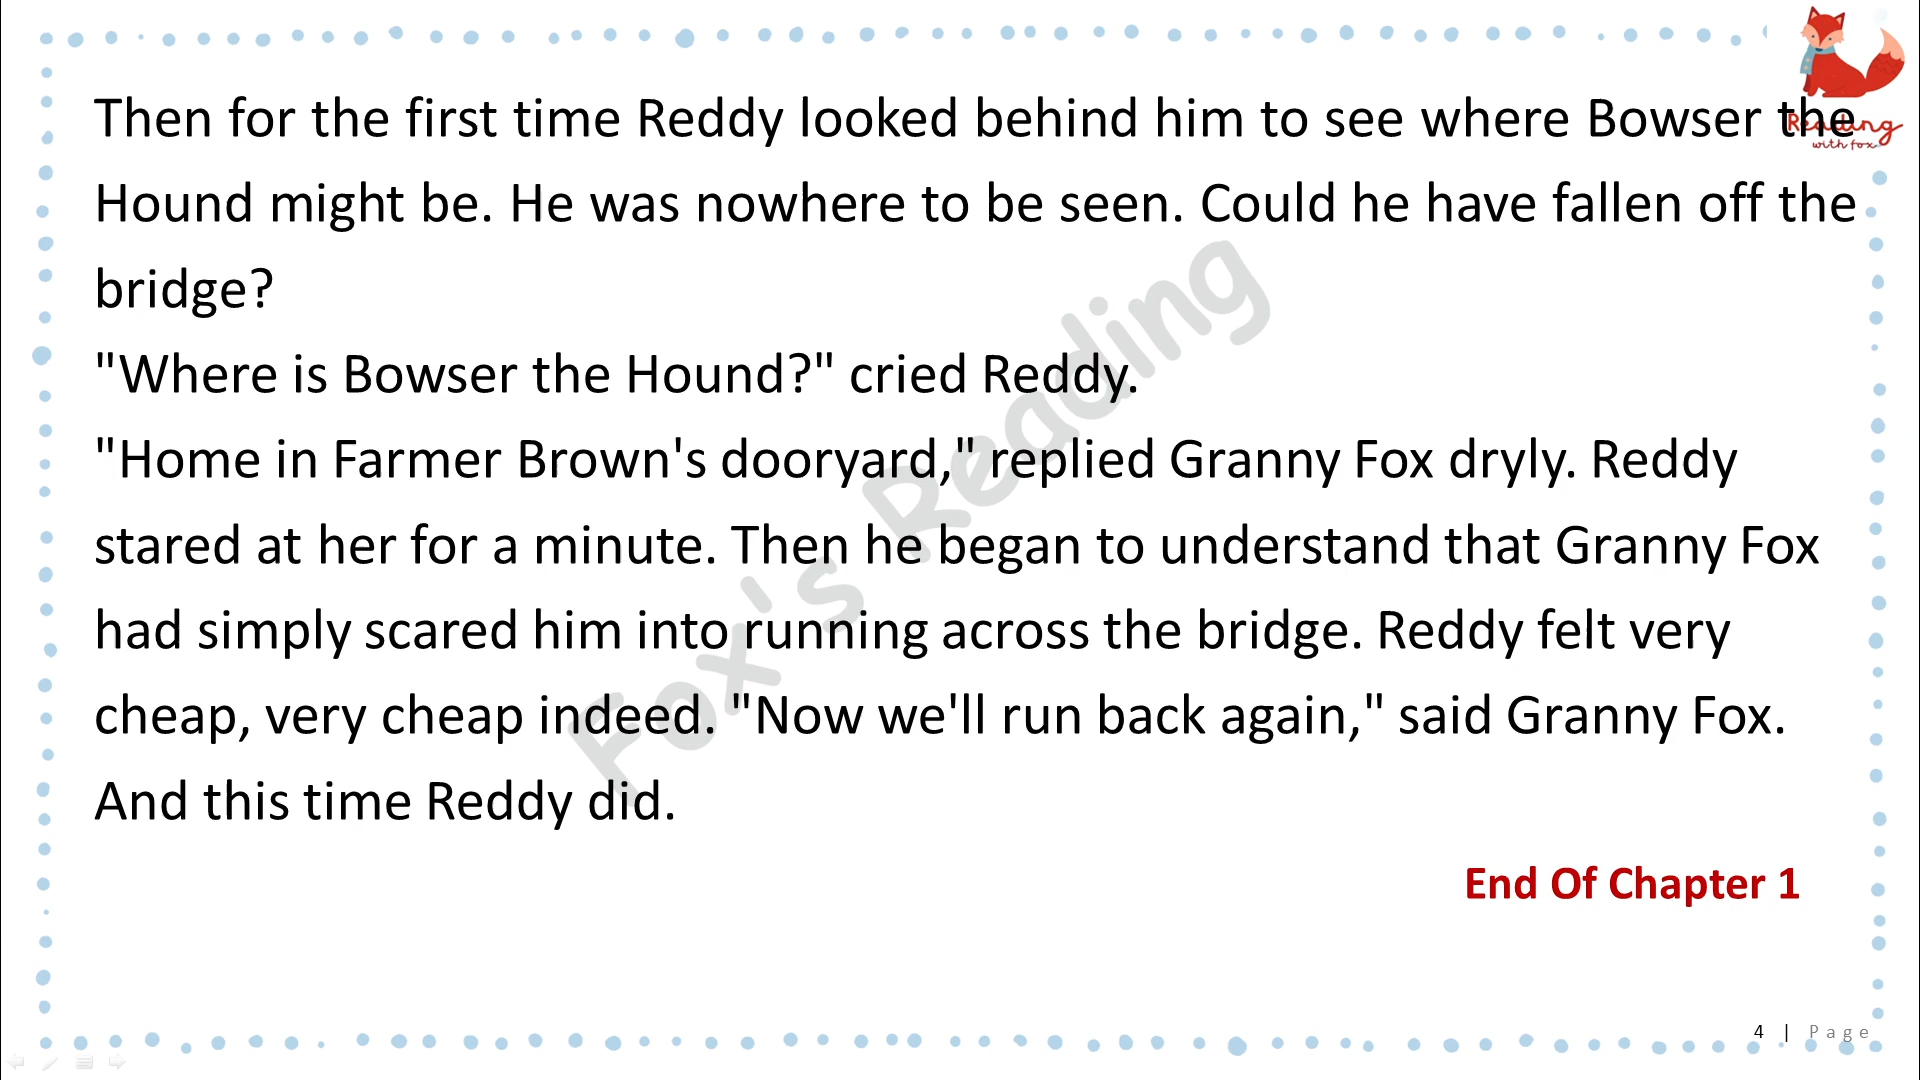 Then for the first time Reddy looked behind him to see where Bowser the
Hound might be. He was nowhere to be seen. Could he have fallen off the
bridge?
"Where is Bowser the Hound?" cried Reddy.
"Home in Farmer Brown's dooryard," replied Granny Fox dryly. Reddy
stared at her for a minute. Then he began to understand that Granny Fox
had simply scared him into running across the bridge. Reddy felt very
cheap, very cheap indeed. "Now we'll run back again," said Granny Fox.
And this time Reddy did.
End Of Chapter 1
4 | Page
Reading
with fox
Fox's Reading